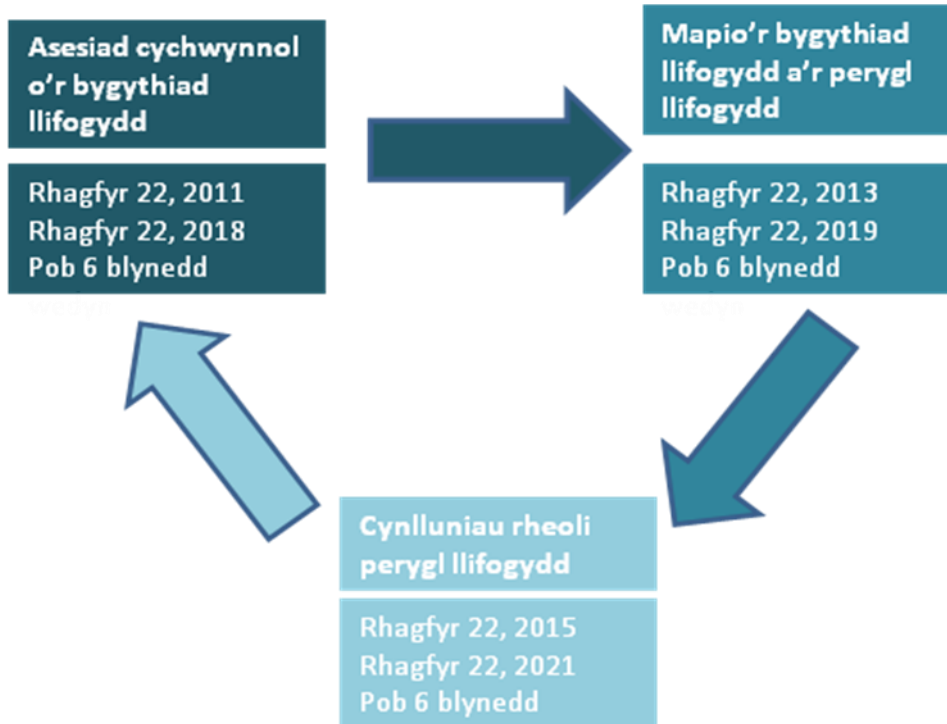 Asesiad cychwynnol
o'r bygythiad
llifogydd
Rhagfyr 22, 2011
Rhagfyr 22, 2018
Pob 6 blynedd
Mapio'r bygythiad
llifogydd a'r perygl
llifogydd
Rhagfyr 22, 2013
Rhagfyr 22, 2019
Pob 6 blynedd
Cynlluniau rheoli
perygl llifogydd
Rhagfyr 22, 2015
Rhagfyr 22, 2021
Pob 6 blynedd